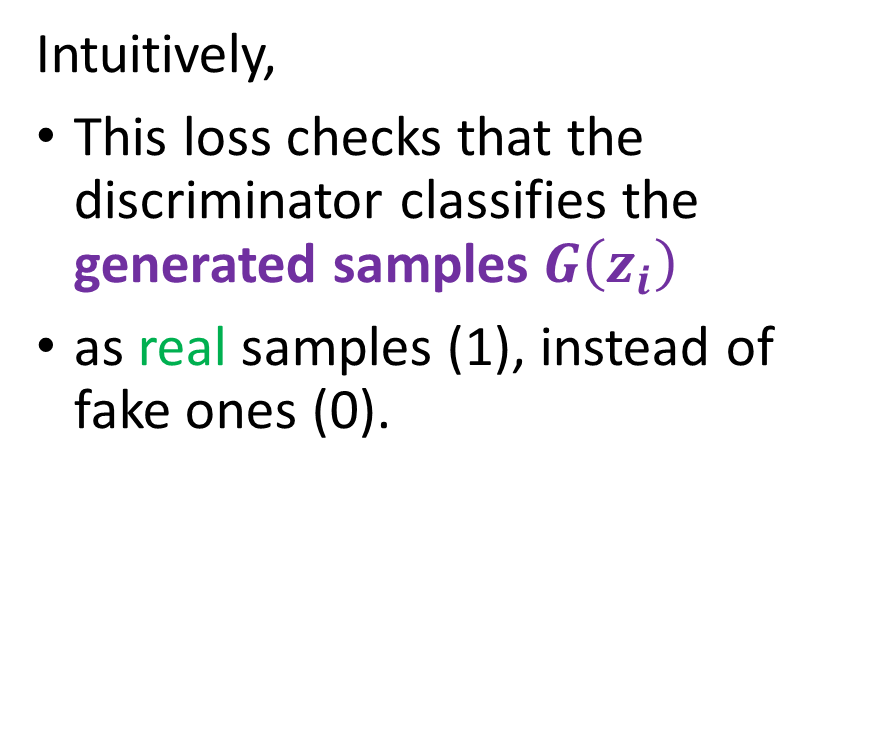 Intuitively,
• This loss checks that the
discriminator classifies the
generated samples 𝑮(𝒛ᵢ)
• as real samples (1), instead of
fake ones (0).